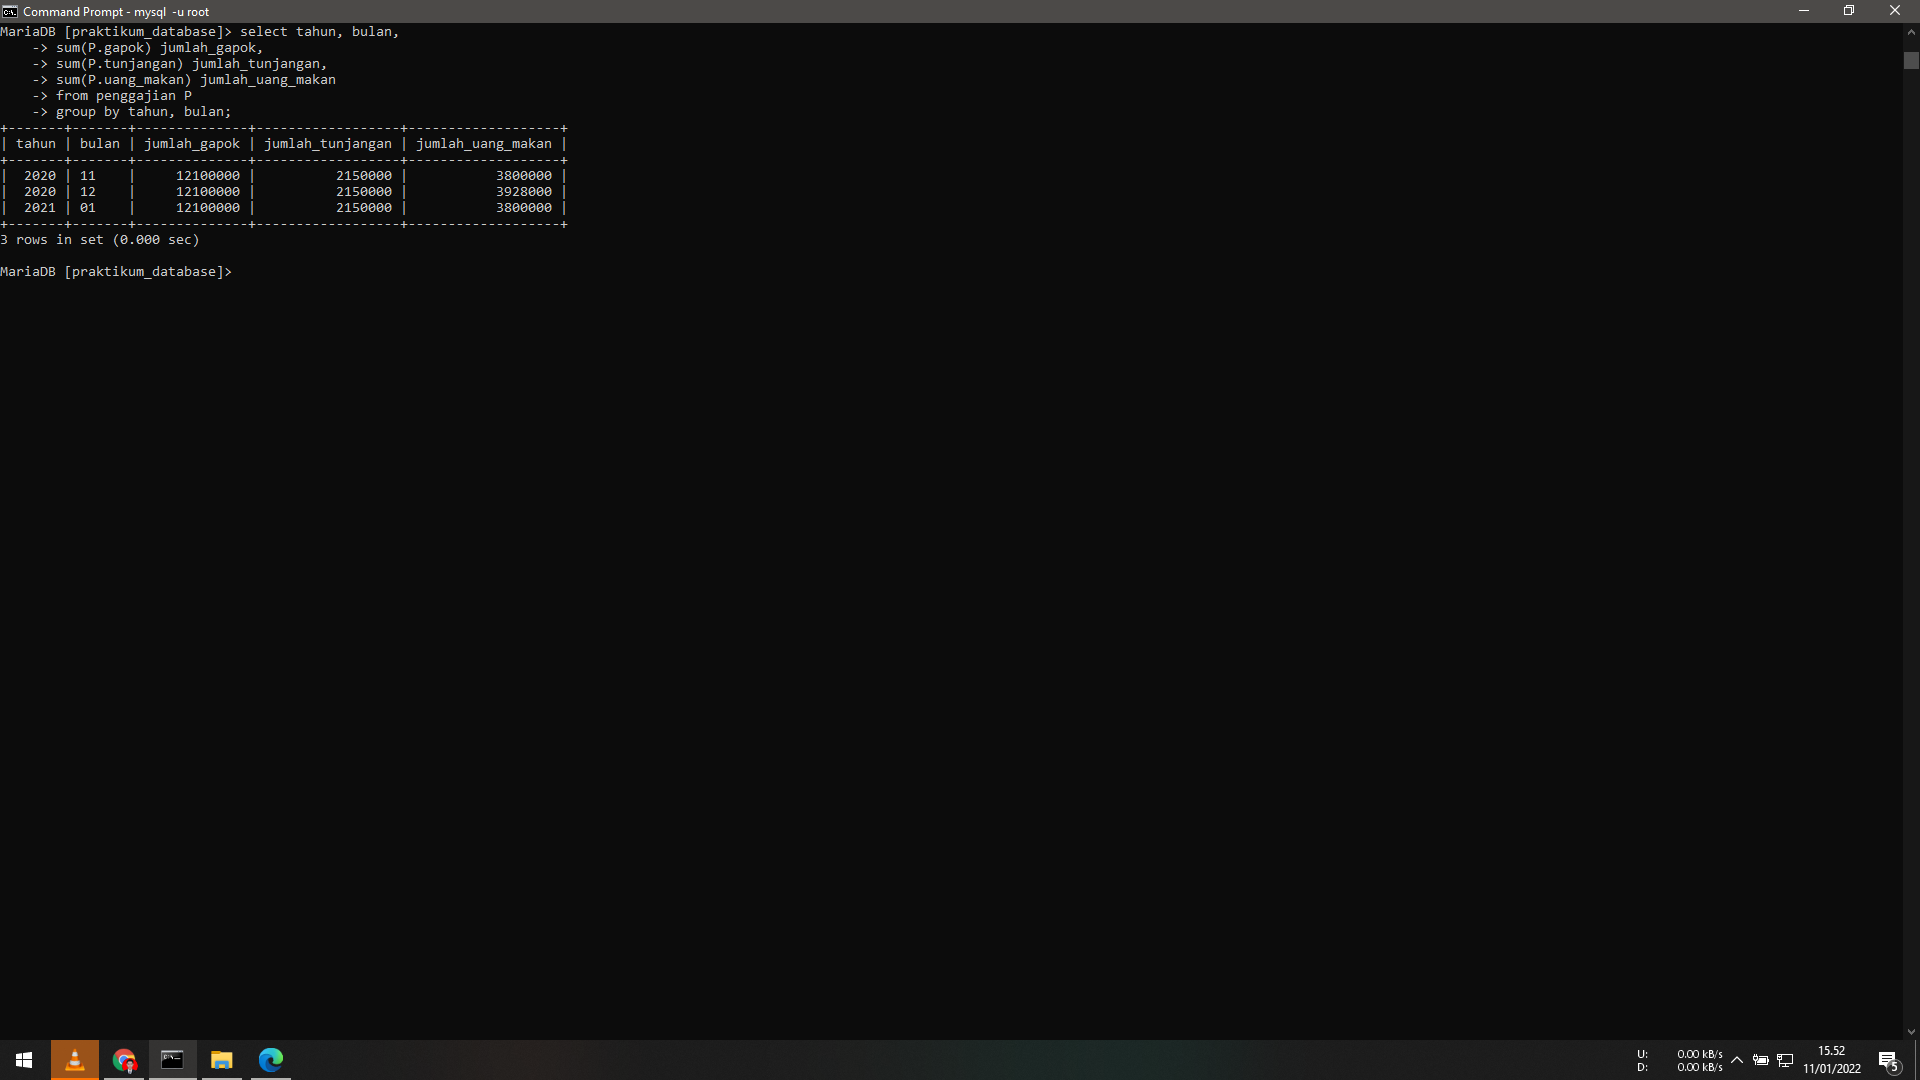 Command Prompt - mysql  -u root
MariaDB [praktikum_database]> select tahun, bulan,
    -> sum(P.gapok) jumlah_gapok,
    -> sum(P.tunjangan) jumlah_tunjangan,
    -> sum(P.uang_makan) jumlah_uang_makan
    -> from penggajian P
    -> group by tahun, bulan;
+-------+-------+--------------+------------------+-------------------+
| tahun | bulan | jumlah_gapok | jumlah_tunjangan | jumlah_uang_makan |
+-------+-------+--------------+------------------+-------------------+
|  2020 | 11    |     12100000 |          2150000 |           3800000 |
|  2020 | 12    |     12100000 |          2150000 |           3928000 |
|  2021 | 01    |     12100000 |          2150000 |           3800000 |
+-------+-------+--------------+------------------+-------------------+
3 rows in set (0.000 sec)
MariaDB [praktikum_database]>
U: 0.00 kB/s
D: 0.00 kB/s
15.52
11/01/2022
5